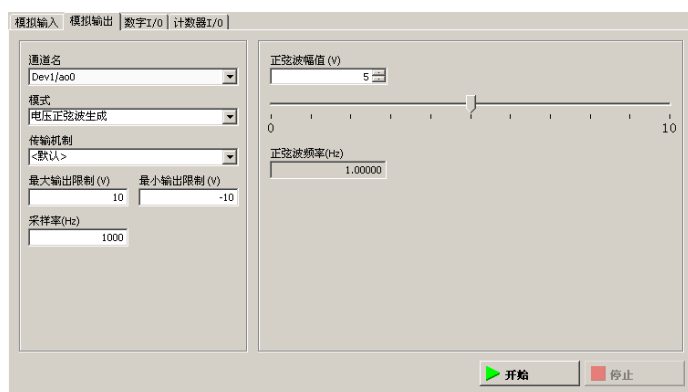 模拟输入 模拟输出 数字I/O 计数器I/O
通道名
Dev1/ao0
模式
电压正弦波生成
传输机制
<默认>
最大输出限制(V) 最小输出限制(V)
10 -10
采样率(Hz)
1000
正弦波幅值(V)
5
0 10
正弦波频率(Hz)
1.00000
开始 停止